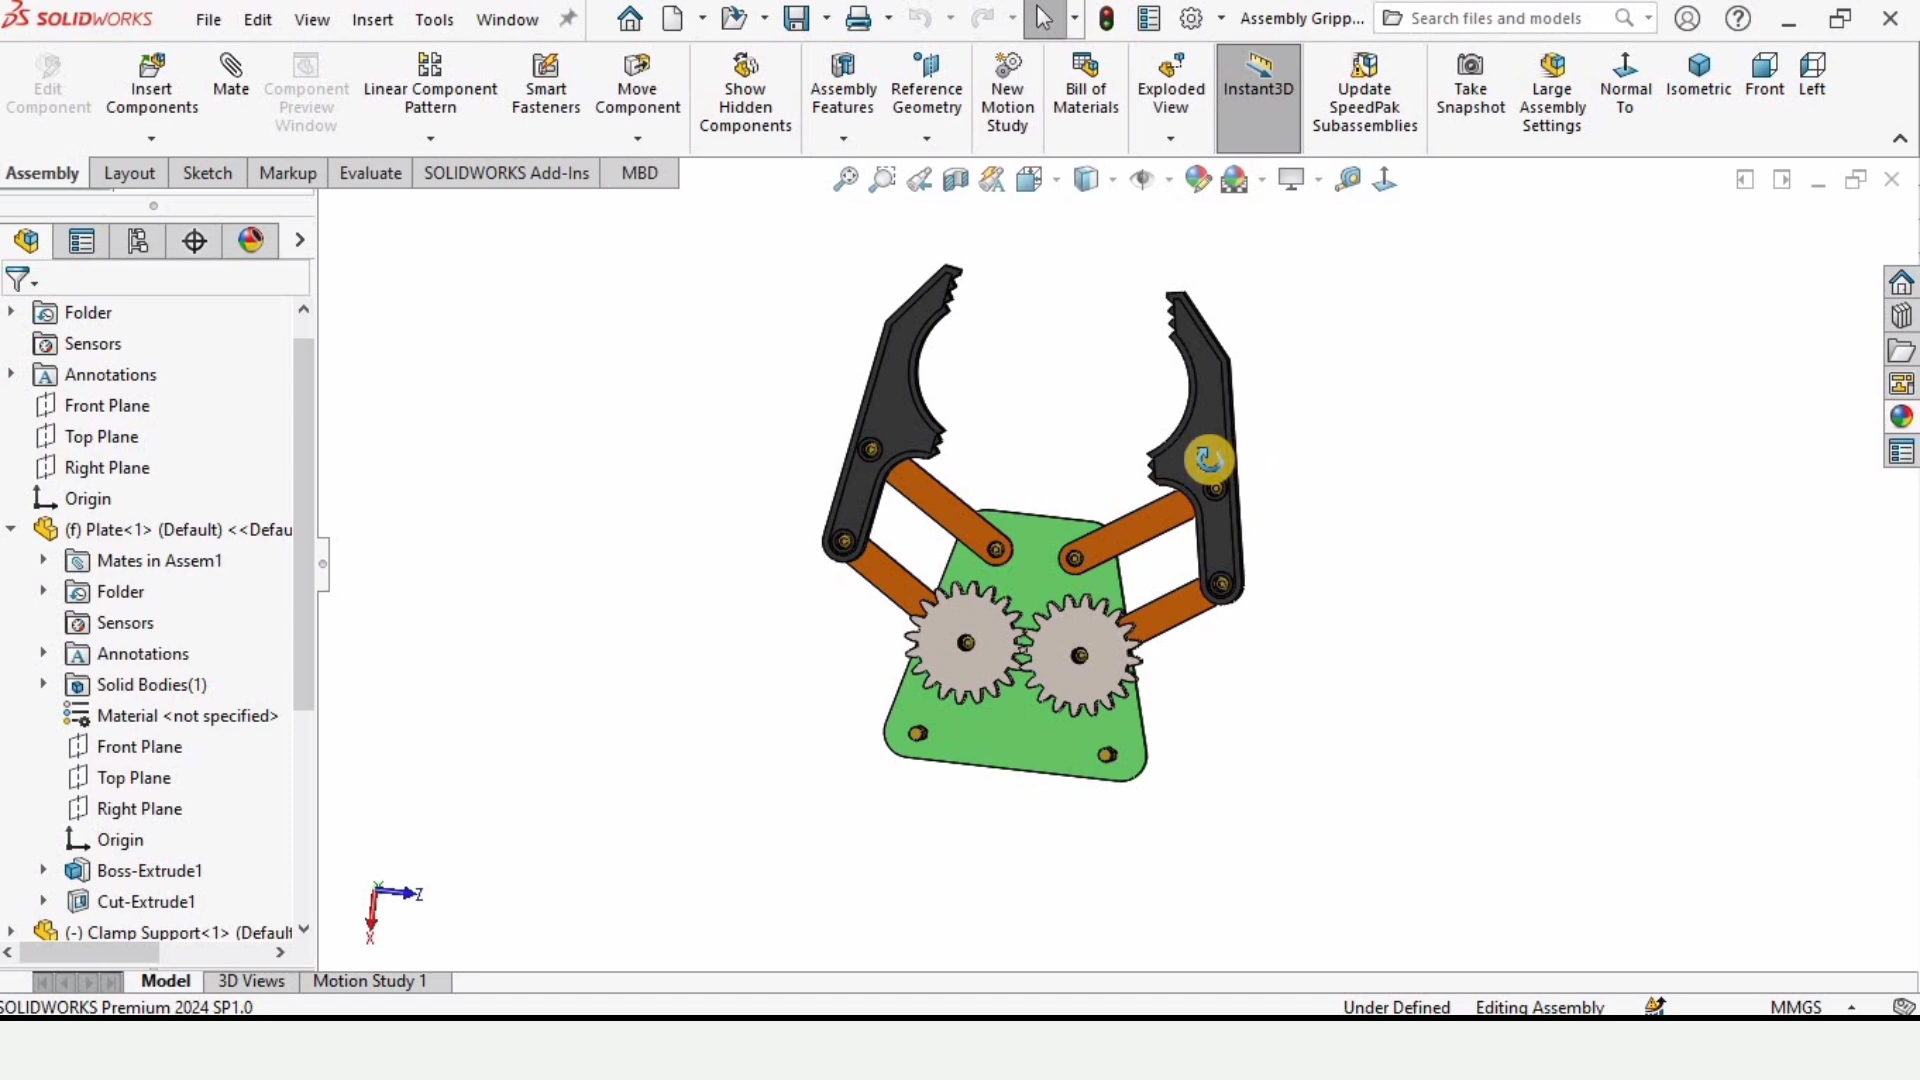 SOLIDWORKS File Edit View Insert Tools Window Assembly Gripp... Search files and models
Edit Component
Insert Components
Mate
Component Preview Window
Linear Component Pattern
Smart Fasteners
Move Component
Show Hidden Components
Assembly Features
Reference Geometry
New Motion Study
Bill of Materials
Exploded View
Instant3D
Update SpeedPak Subassemblies
Take Snapshot
Large Assembly Settings
Normal To
Isometric
Front
Left
Assembly Layout Sketch Markup Evaluate SOLIDWORKS Add-Ins MBD
Folder
Sensors
Annotations
Front Plane
Top Plane
Right Plane
Origin
(f) Plate<1> (Default) <<Defau
Mates in Assem1
Folder
Sensors
Annotations
Solid Bodies(1)
Material <not specified>
Front Plane
Top Plane
Right Plane
Origin
Boss-Extrude1
Cut-Extrude1
(-) Clamp Support<1> (Default
Z
X
Model 3D Views Motion Study 1
SOLIDWORKS Premium 2024 SP1.0 Under Defined Editing Assembly MMGS